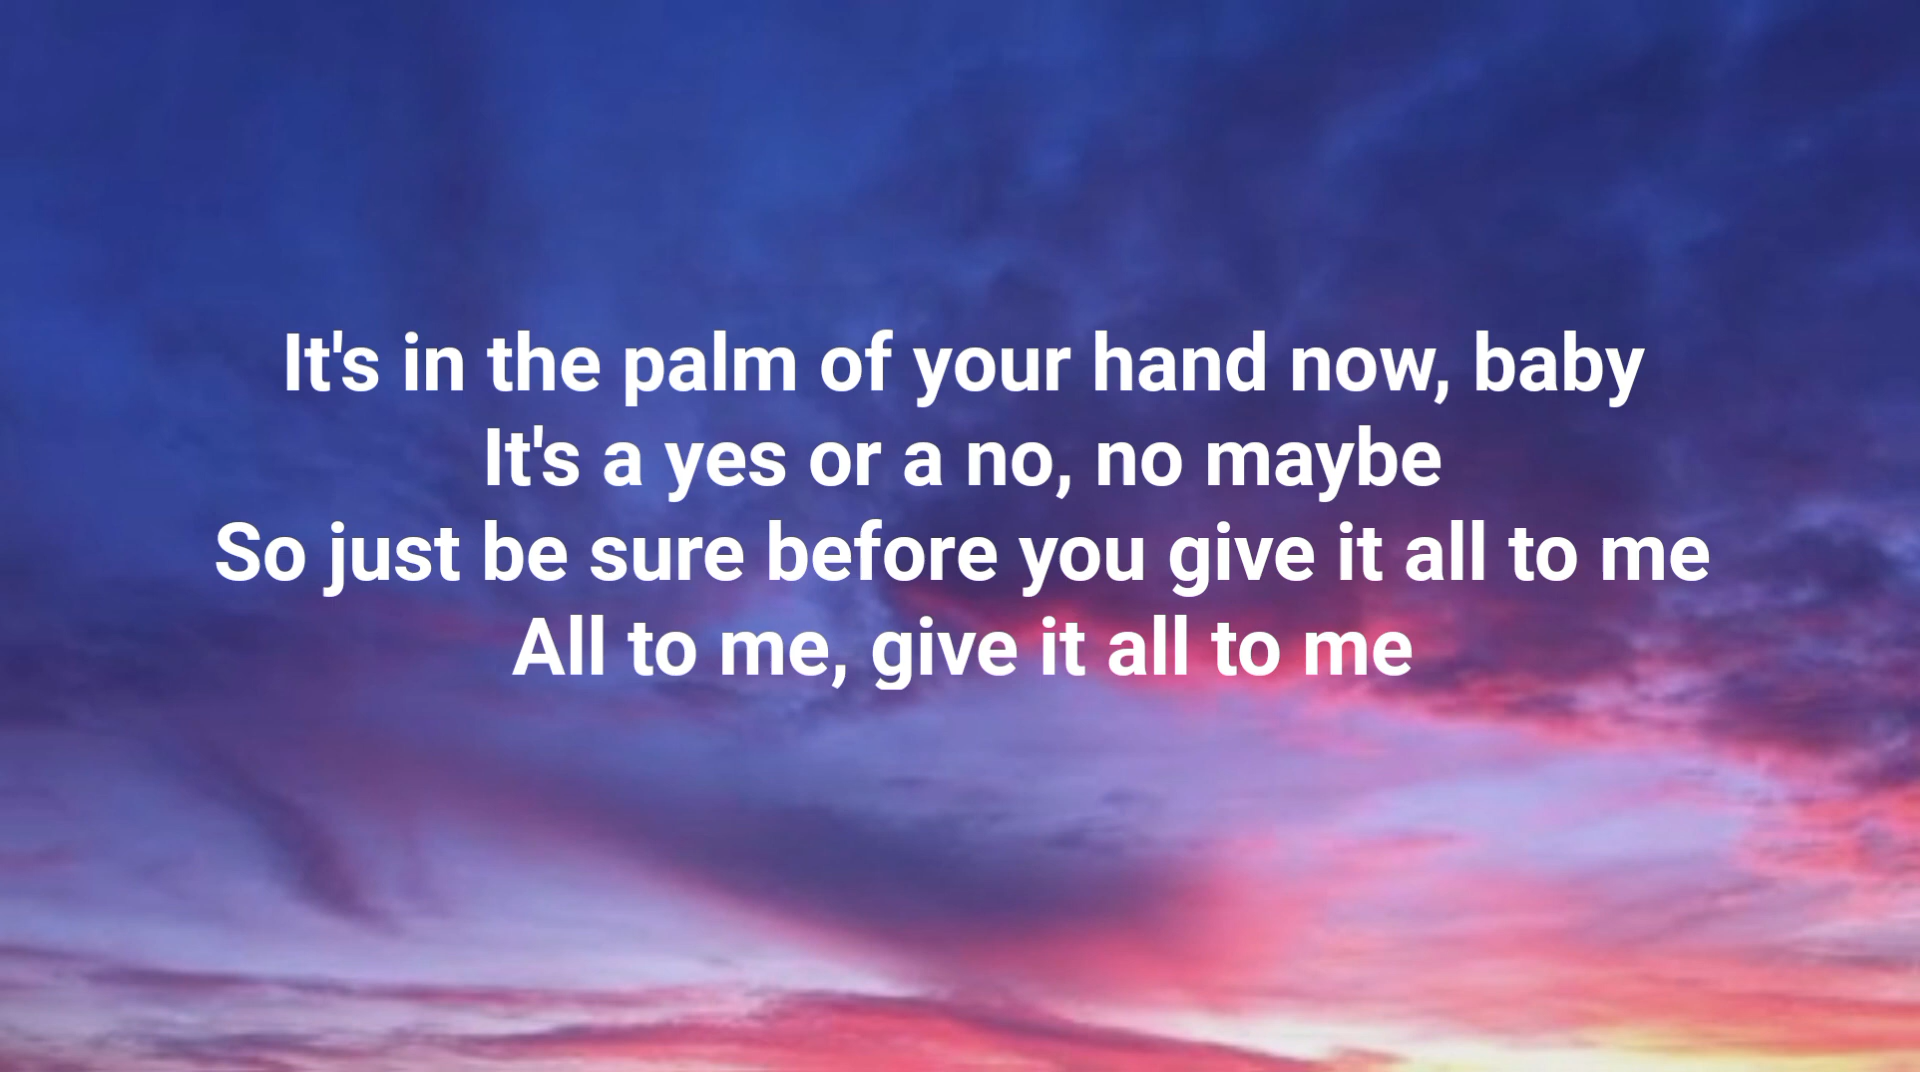 It's in the palm of your hand now, baby
It's a yes or a no, no maybe
So just be sure before you give it all to me
All to me, give it all to me